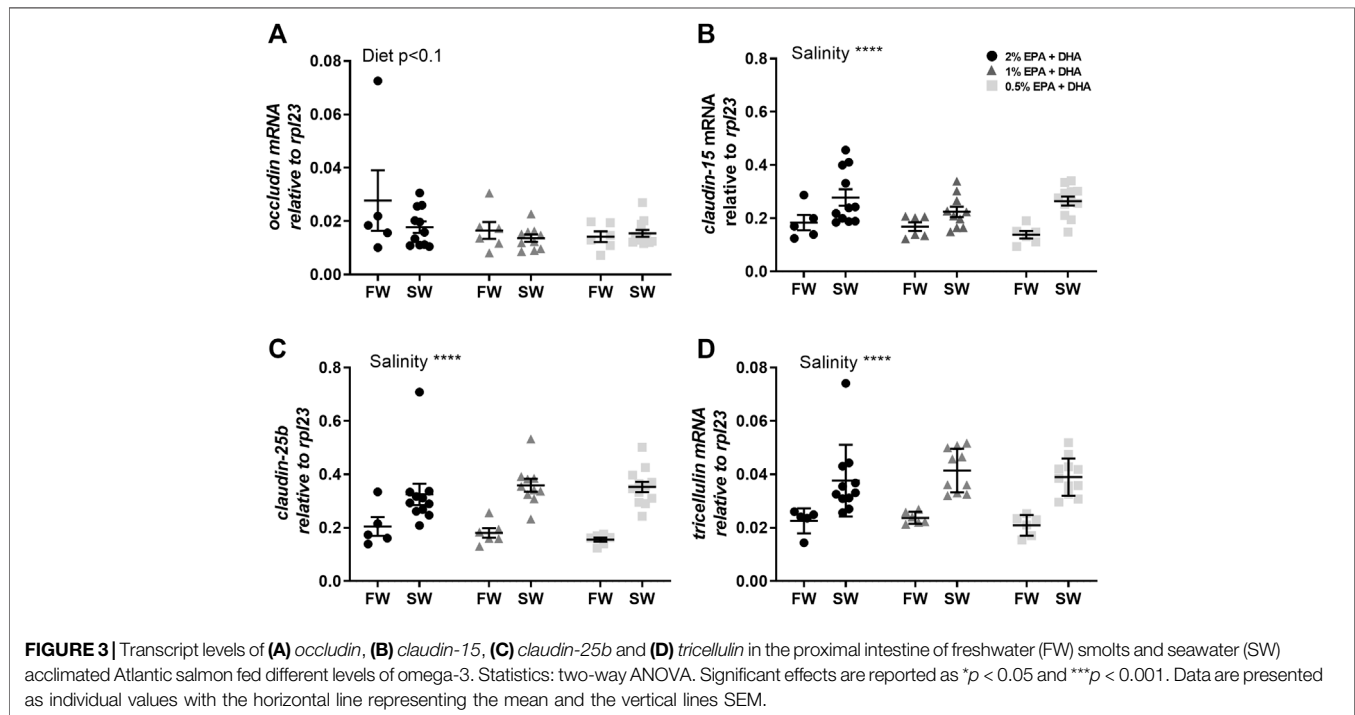 A
Diet p<0.1
occludin mRNA
relative to rpl23
0.08
0.06
0.04
0.02
0.00
FW SW FW SW FW SW
B
Salinity ****
● 2% EPA + DHA
▲ 1% EPA + DHA
■ 0.5% EPA + DHA
claudin-15 mRNA
relative to rpl23
0.8
0.6
0.4
0.2
0.0
FW SW FW SW FW SW
C
Salinity ****
claudin-25b
relative to rpl23
0.8
0.6
0.4
0.2
0.0
FW SW FW SW FW SW
D
Salinity ****
tricellulin mRNA
relative to rpl23
0.08
0.06
0.04
0.02
0.00
FW SW FW SW FW SW
FIGURE 3 | Transcript levels of (A) occludin, (B) claudin-15, (C) claudin-25b and (D) tricellulin in the proximal intestine of freshwater (FW) smolts and seawater (SW)
acclimated Atlantic salmon fed different levels of omega-3. Statistics: two-way ANOVA. Significant effects are reported as *p < 0.05 and ***p < 0.001. Data are presented
as individual values with the horizontal line representing the mean and the vertical lines SEM.